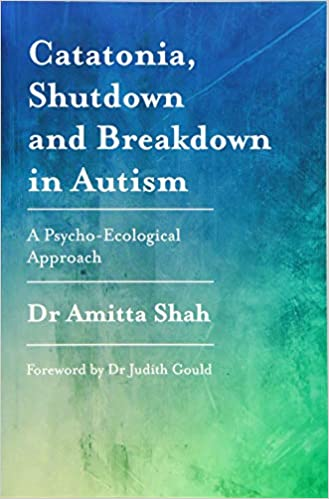 Catatonia,
Shutdown
and Breakdown
in Autism
A Psycho-Ecological
Approach
Dr Amitta Shah
Foreword by Dr Judith Gould